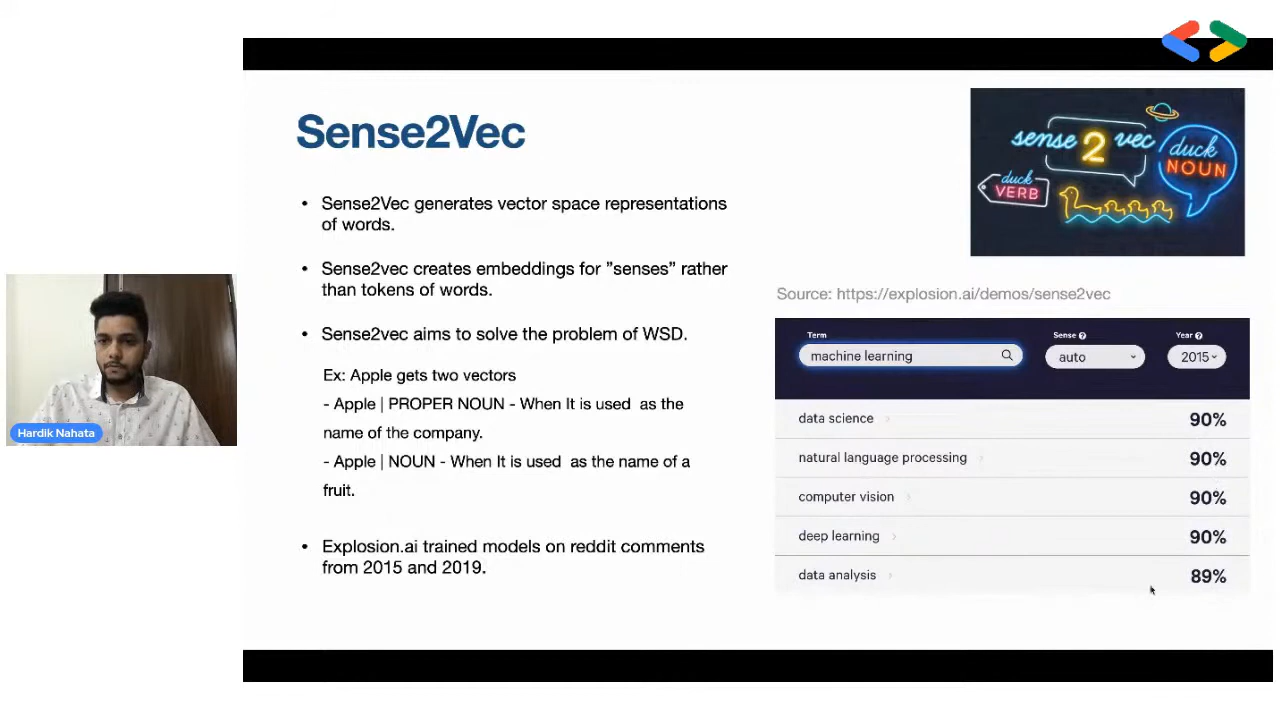 Sense2Vec
• Sense2Vec generates vector space representations
of words.
• Sense2vec creates embeddings for ”senses” rather
than tokens of words.
• Sense2vec aims to solve the problem of WSD.
Ex: Apple gets two vectors
- Apple | PROPER NOUN - When It is used as the
name of the company.
- Apple | NOUN - When It is used as the name of a
fruit.
• Explosion.ai trained models on reddit comments
from 2015 and 2019.
sense 2 vec
duck
NOUN
duck
VERB
Source: https://explosion.ai/demos/sense2vec
Term
Sense
Year
machine learning
auto
2015
data science 90%
natural language processing 90%
computer vision 90%
deep learning 90%
data analysis 89%
Hardik Nahata